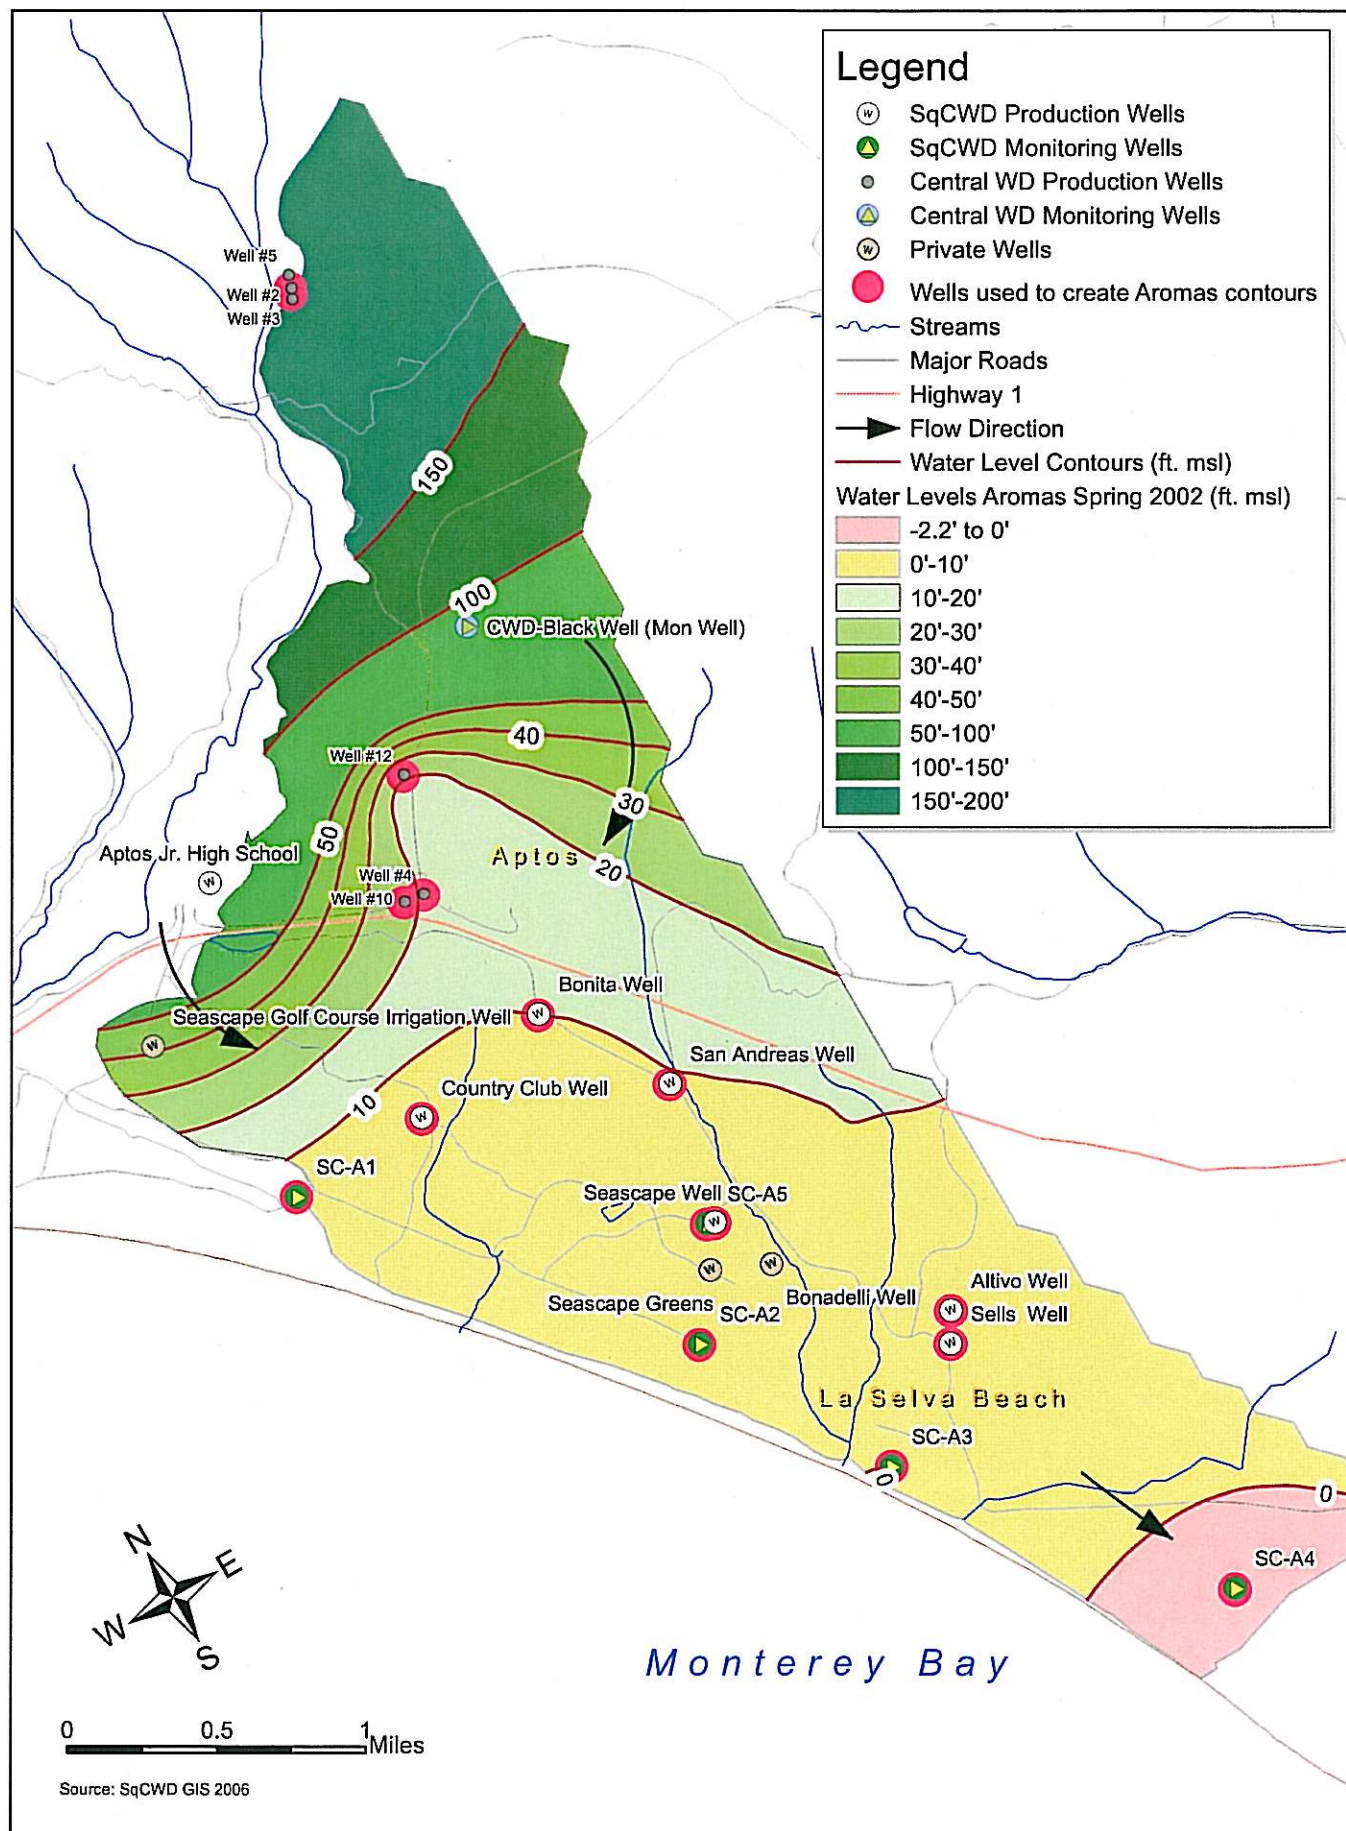 Legend
w SqCWD Production Wells
SqCWD Monitoring Wells
Central WD Production Wells
Central WD Monitoring Wells
w Private Wells
Wells used to create Aromas contours
Streams
Major Roads
Highway 1
Flow Direction
Water Level Contours (ft. msl)
Water Levels Aromas Spring 2002 (ft. msl)
-2.2' to 0'
0'-10'
10'-20'
20'-30'
30'-40'
40'-50'
50'-100'
100'-150'
150'-200'
Well #5
Well #2
Well #3
150
100
CWD-Black Well (Mon Well)
40
Well #12
30
50
Aptos Jr. High School
w
Aptos
20
Well #4
Well #10
Bonita Well
w
Seascape Golf Course Irrigation Well
w
San Andreas Well
w
10
Country Club Well
w
SC-A1
Seascape Well SC-A5
w
w
w
Seascape Greens
Bonadelli Well
SC-A2
Altivo Well
w
Sells Well
w
La Selva Beach
SC-A3
0
0
SC-A4
N
E
W
S
Monterey Bay
0 0.5 1 Miles
Source: SqCWD GIS 2006